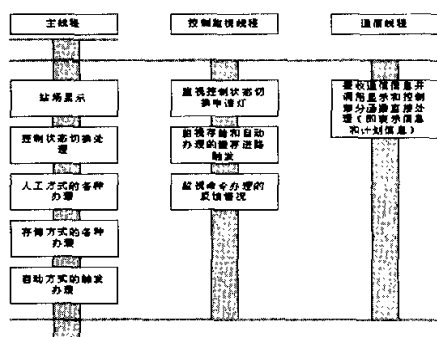 主线程
控制监视线程
通信线程
站场显示
控制状态切换处
理
人工方式的各种
办理
存储方式的各种
办理
自动方式的触发
办理
监视控制状态切
换申请灯
监视存储和自动
办理的缓存进路
触发
监视命令办理的
反馈情况
接收通信信息并
调用显示和控制
部分函数直接处
理（即表示信息
和计划信息）